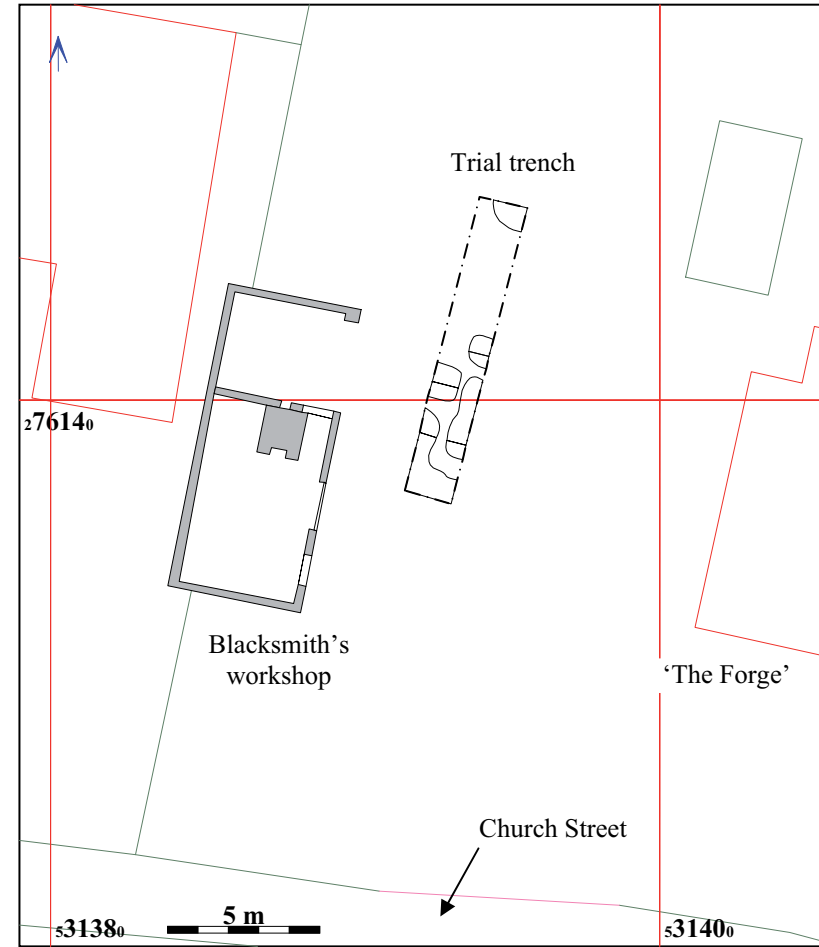 Trial trench
₂7614₀
Blacksmith’s
workshop
‘The Forge’
Church Street
5 m
₅3138₀
₅3140₀